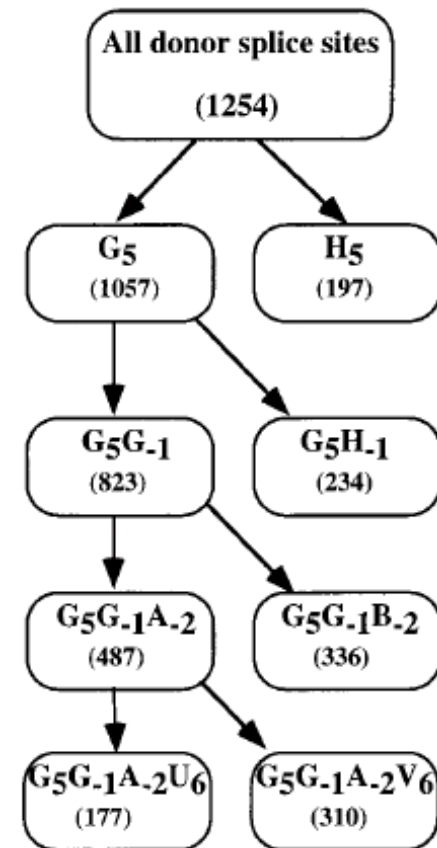 All donor splice sites
(1254)
G5
(1057)
H5
(197)
G5G-1
(823)
G5H-1
(234)
G5G-1A-2
(487)
G5G-1B-2
(336)
G5G-1A-2U6
(177)
G5G-1A-2V6
(310)